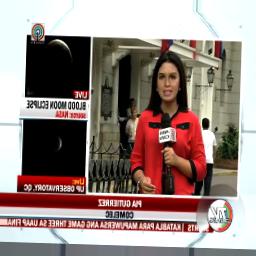 LIVE
BLOOD MOON ECLIPSE
source: NASA
Live:
UP OBSERVATORY, QC
PIA GUTIERREZ
COMELEC
KATABLA PARA MAPUWERSA ANG GAME THREE SA UAAP FINA